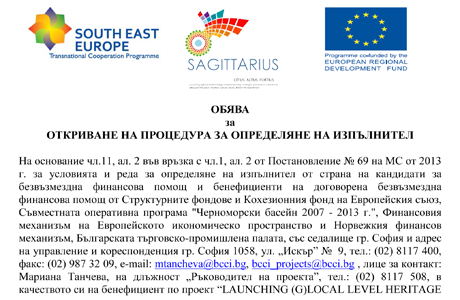 SOUTH EAST
EUROPE
Transnational Cooperation Programme
SAGITTARIUS
Programme cofunded by the
EUROPEAN REGIONAL
DEVELOPMENT FUND
ОБЯВА
за
ОТКРИВАНЕ НА ПРОЦЕДУРА ЗА ОПРЕДЕЛЯНЕ НА ИЗПЪЛНИТЕЛ
На основание чл.11, ал. 2 във връзка с чл.1, ал. 2 от Постановление № 69 на МС от 2013
г. за условията и реда за определяне на изпълнител от страна на кандидати за
безвъзмездна финансова помощ и бенефициенти на договорена безвъзмездна
финансова помощ от Структурните фондове и Кохезионния фонд на Европейския съюз,
Съвместната оперативна програма "Черноморски басейн 2007 - 2013 г.", Финансовия
механизъм на Европейското икономическо пространство и Норвежкия финансов
механизъм, Българската търговско-промишлена палата, със седалище гр. София и адрес
на управление и кореспонденция гр. София 1058, ул. „Искър” № 9, тел.: (02) 8117 400,
факс: (02) 987 32 09, e-mail: mtancheva@bcci.bg, bcci_projects@bcci.bg , лице за контакт:
Мариана Танчева, на длъжност „Ръководител на проекта”, тел.: (02) 8117 508, в
качеството си на бенефициент по проект “LAUNCHING (G)LOCAL LEVEL HERITAGE